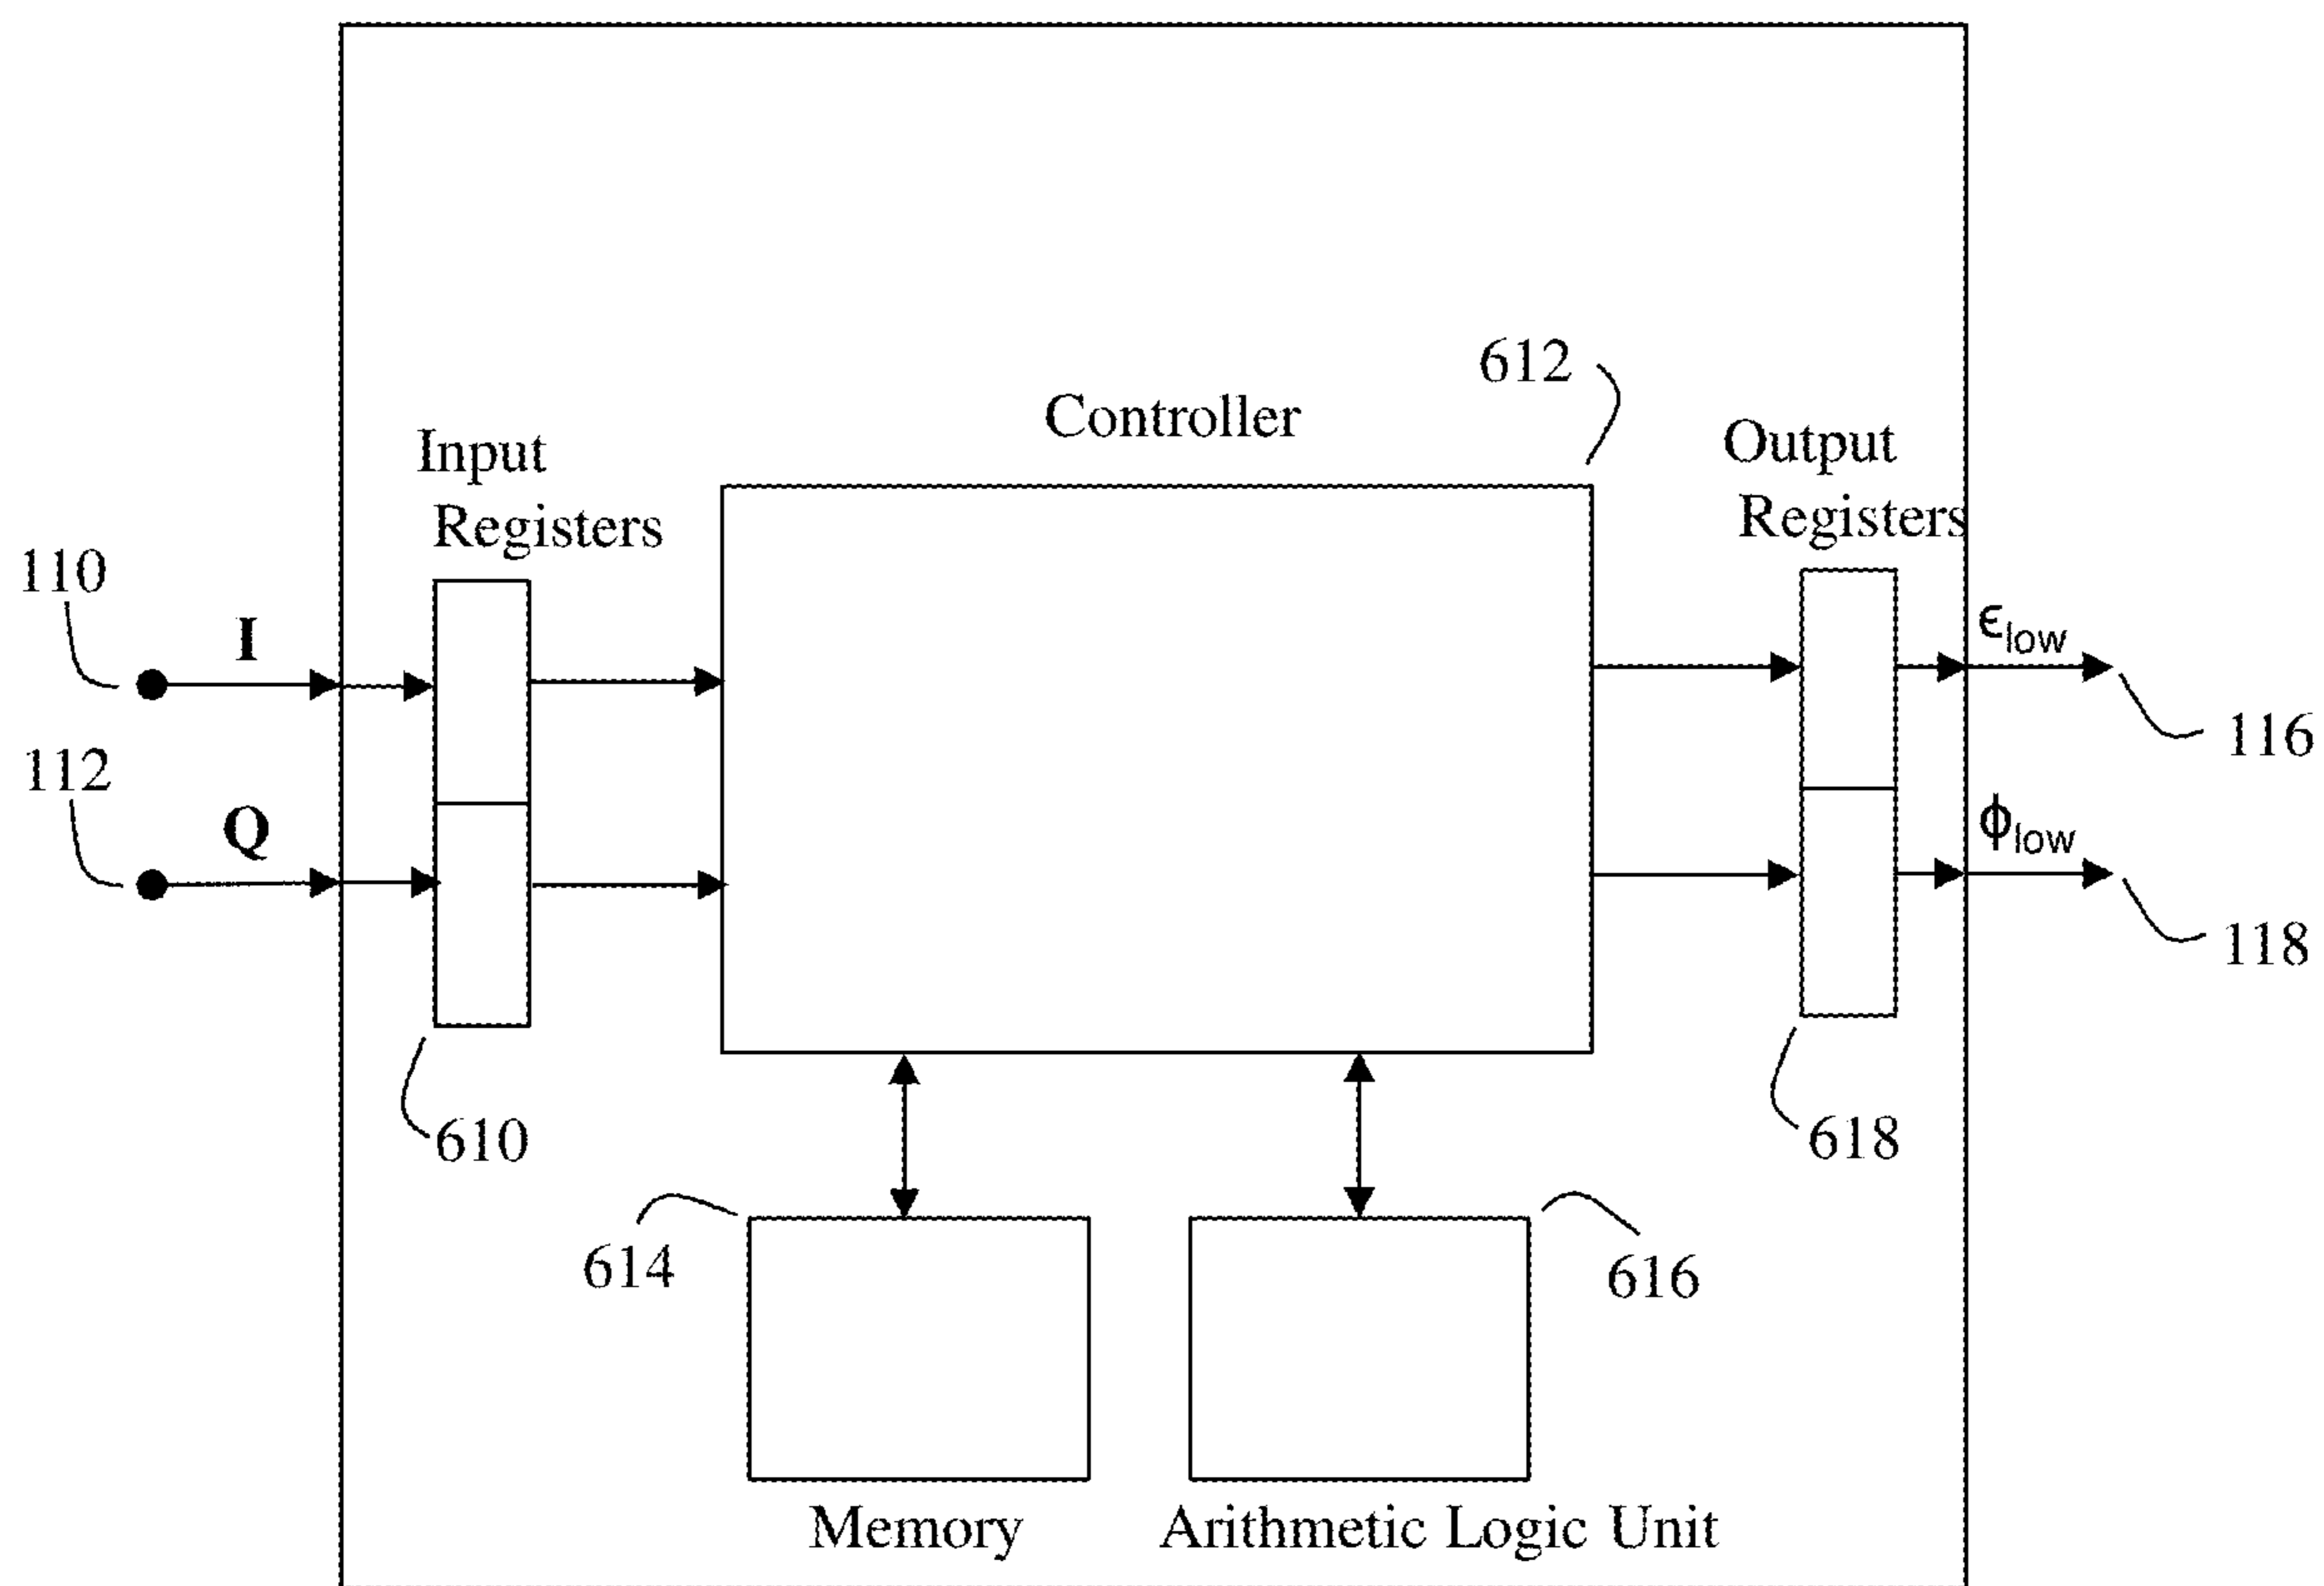 612
Controller
Input
Registers
Output
Registers
110
I
ϵlow
116
112
Q
ϕlow
118
610
618
614
616
Memory
Arithmetic Logic Unit